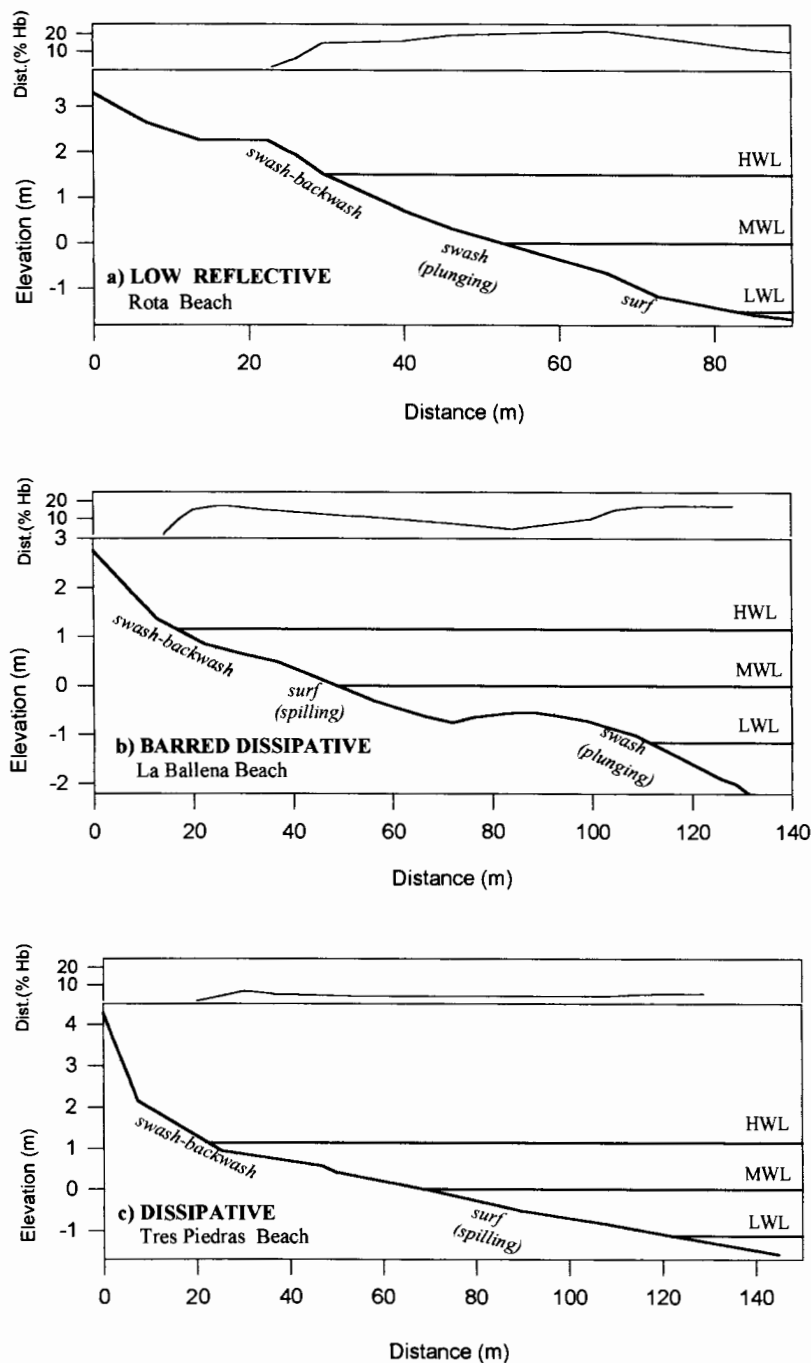 Dist.(% Hb)
20
10
Elevation (m)
3
2
1
0
-1
HWL
MWL
LWL
swash-backwash
swash
(plunging)
surf
a) LOW REFLECTIVE
Rota Beach
0 20 40 60 80
Distance (m)
Dist.(% Hb)
20
10
3
Elevation (m)
2
1
0
-1
-2
HWL
MWL
LWL
swash-backwash
surf
(spilling)
swash
(plunging)
b) BARRED DISSIPATIVE
La Ballena Beach
0 20 40 60 80 100 120 140
Distance (m)
Dist.(% Hb)
20
10
Elevation (m)
4
3
2
1
0
-1
HWL
MWL
LWL
swash-backwash
surf
(spilling)
c) DISSIPATIVE
Tres Piedras Beach
0 20 40 60 80 100 120 140
Distance (m)